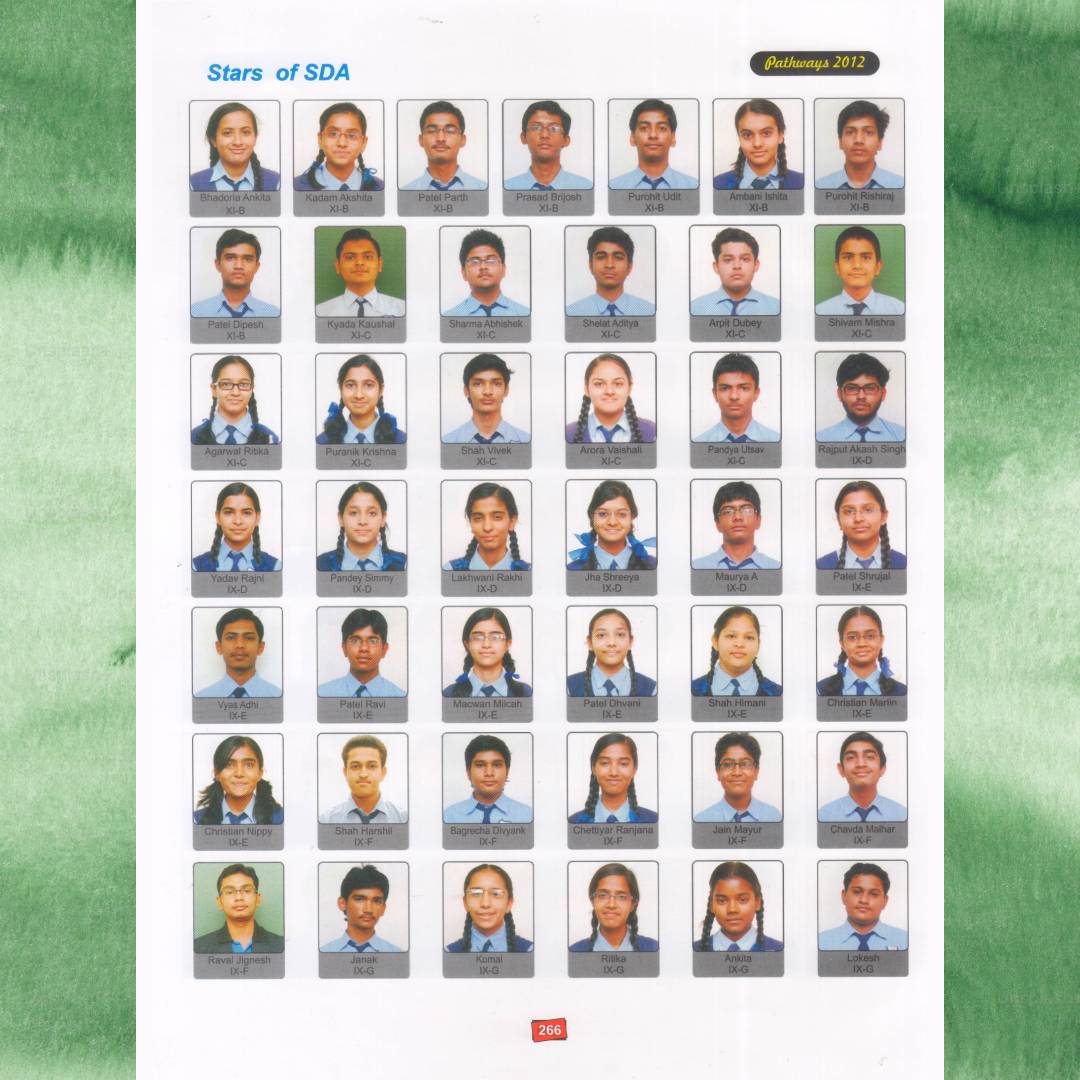 Stars of SDA
Pathways 2012
Bhadoria Ankita
XI-B
Kadam Akshita
XI-B
Patel Parth
XI-B
Prasad Brijosh
XI-B
Purohit Udit
XI-B
Ambani Ishita
XI-B
Purohit Rishiraj
XI-B
Patel Dipesh
XI-B
Kyada Kaushal
XI-C
Sharma Abhishek
XI-C
Shelat Aditya
XI-C
Arpit Dubey
XI-C
Shivam Mishra
XI-C
Agarwal Ritika
XI-C
Puranik Krishna
XI-C
Shah Vivek
XI-C
Arora Vaishali
XI-C
Pandya Utsav
XI-C
Rajput Akash Singh
IX-D
Yadav Rajni
IX-D
Pandey Simmy
IX-D
Lakhwani Rakhi
IX-D
Jha Shreeya
IX-D
Maurya A
IX-D
Patel Shrujal
IX-E
Vyas Adhi
IX-E
Patel Ravi
IX-E
Macwan Milcah
IX-E
Patel Dhvani
IX-E
Shah Himani
IX-E
Christian Marlin
IX-E
Christian Nippy
IX-E
Shah Harshil
IX-F
Bagrecha Divyank
IX-F
Chettiyar Ranjana
IX-F
Jain Mayur
IX-F
Chavda Malhar
IX-F
Raval Jignesh
IX-F
Janak
IX-G
Komal
IX-G
Ritika
IX-G
Ankita
IX-G
Lokesh
IX-G
266